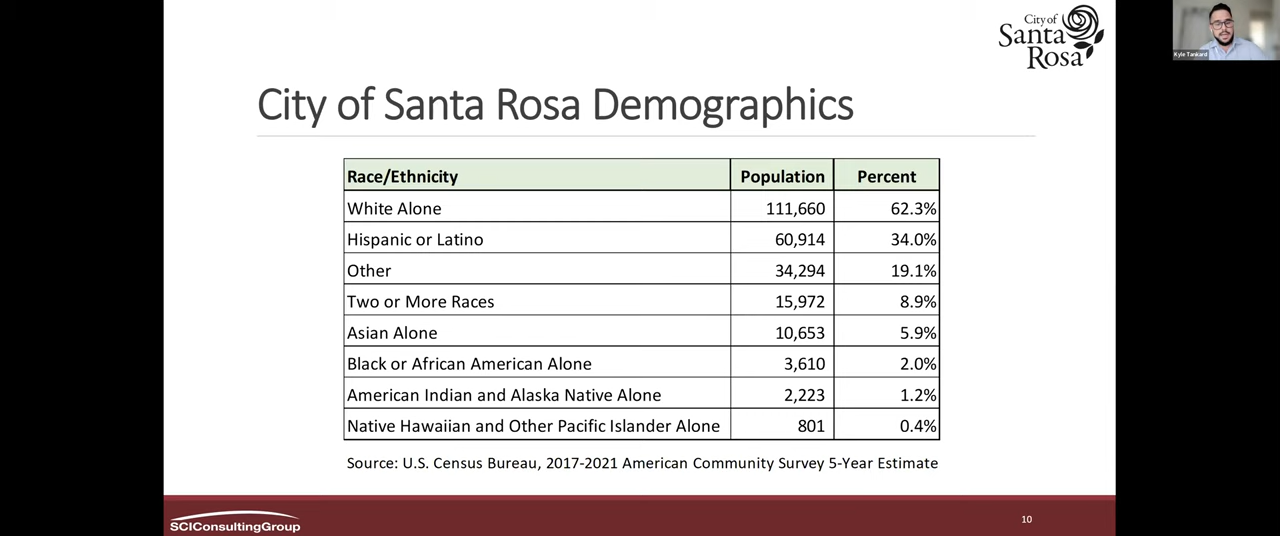 City of
Santa
Rosa
Kyle Tankard
City of Santa Rosa Demographics
Race/Ethnicity Population Percent
White Alone 111,660 62.3%
Hispanic or Latino 60,914 34.0%
Other 34,294 19.1%
Two or More Races 15,972 8.9%
Asian Alone 10,653 5.9%
Black or African American Alone 3,610 2.0%
American Indian and Alaska Native Alone 2,223 1.2%
Native Hawaiian and Other Pacific Islander Alone 801 0.4%
Source: U.S. Census Bureau, 2017-2021 American Community Survey 5-Year Estimate
SCIConsultingGroup
10